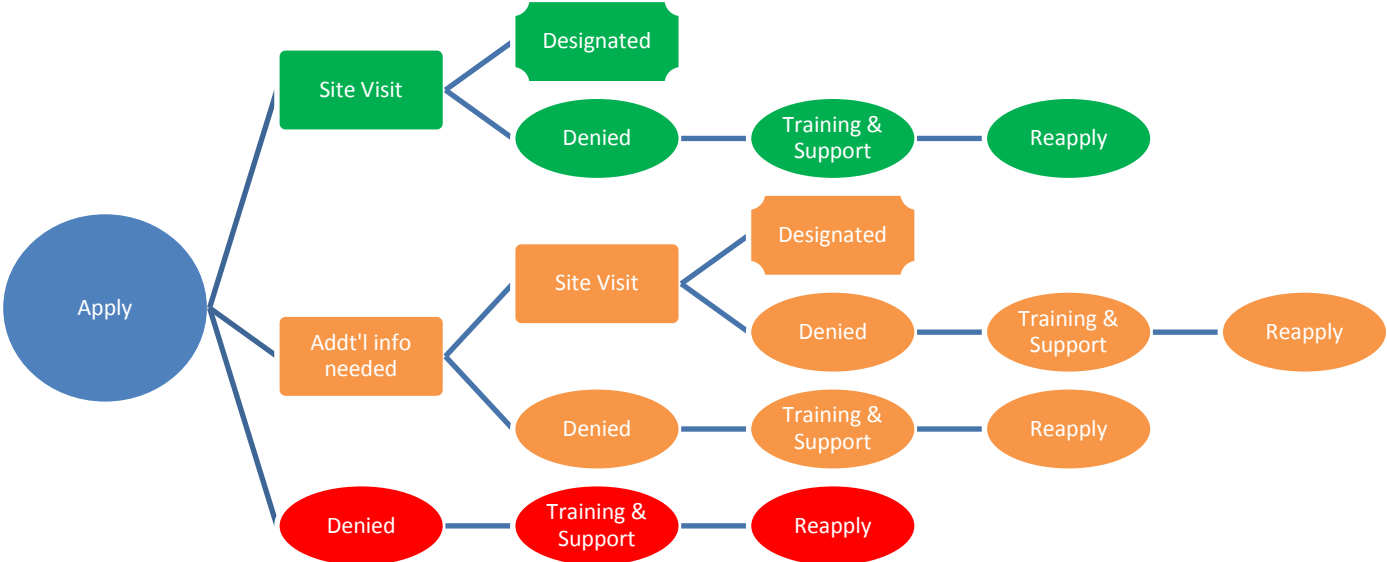 Designated
Site Visit
Denied
Training &
Support
Reapply
Designated
Site Visit
Apply
Addt'l info
needed
Denied
Training &
Support
Reapply
Denied
Training &
Support
Reapply
Denied
Training &
Support
Reapply